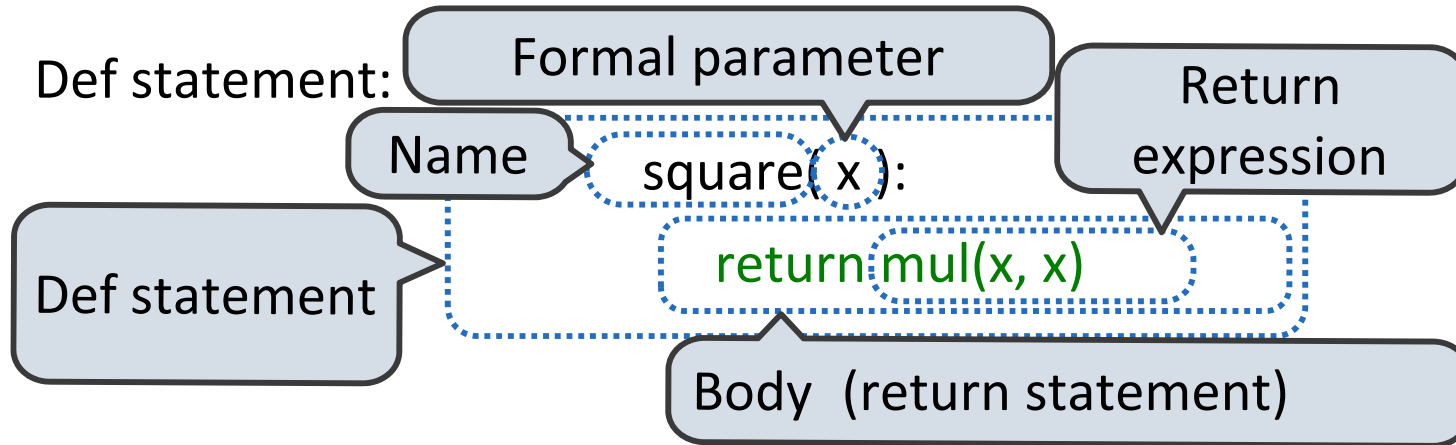 Formal parameter
Def statement:
Return
expression
Name
square( x ):
return mul(x, x)
Def statement
Body (return statement)